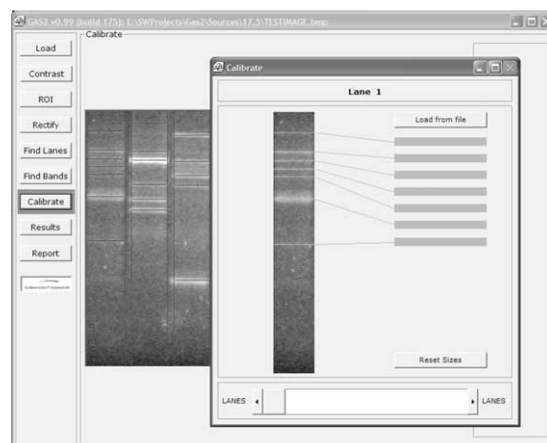 GAS2 v0.99 (build 175): E:\SWProjects\Gas2\Sources\17.5\TESTIMAGE.bmp
Calibrate
Load
Contrast
ROI
Rectify
Find Lanes
Find Bands
Calibrate
Results
Report
Calibrate
Lane 1
Load from file
Reset Sizes
LANES
LANES